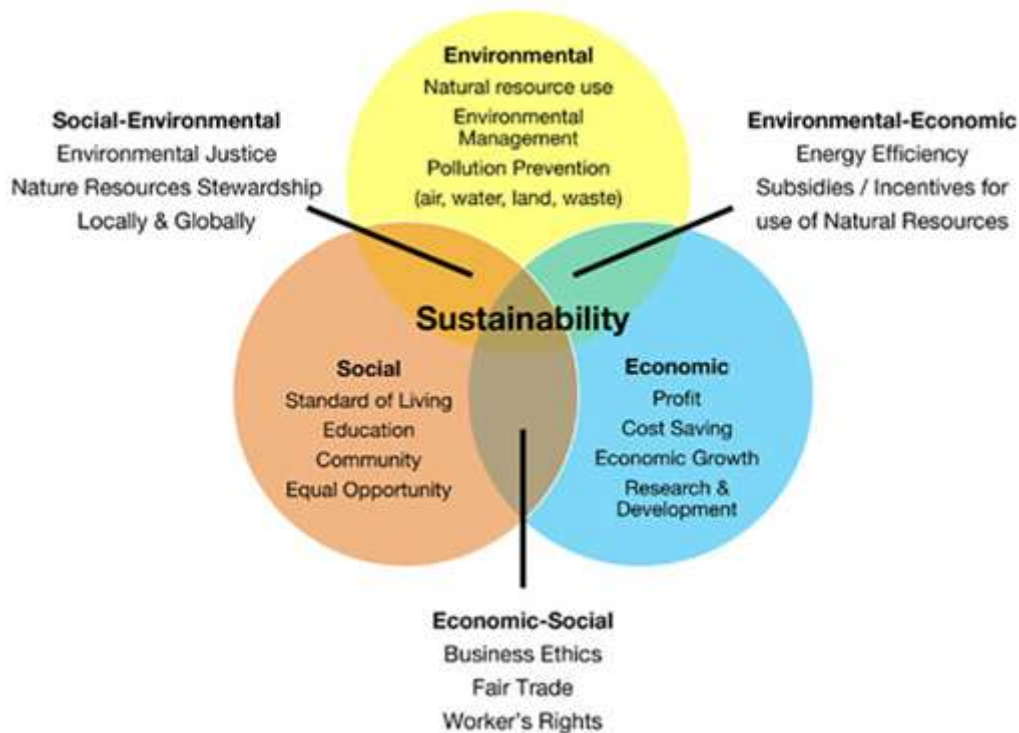 Environmental
Natural resource use
Environmental
Management
Pollution Prevention
(air, water, land, waste)
Social-Environmental
Environmental Justice
Nature Resources Stewardship
Locally & Globally
Environmental-Economic
Energy Efficiency
Subsidies / Incentives for
use of Natural Resources
Sustainability
Social
Standard of Living
Education
Community
Equal Opportunity
Economic
Profit
Cost Saving
Economic Growth
Research &
Development
Economic-Social
Business Ethics
Fair Trade
Worker's Rights